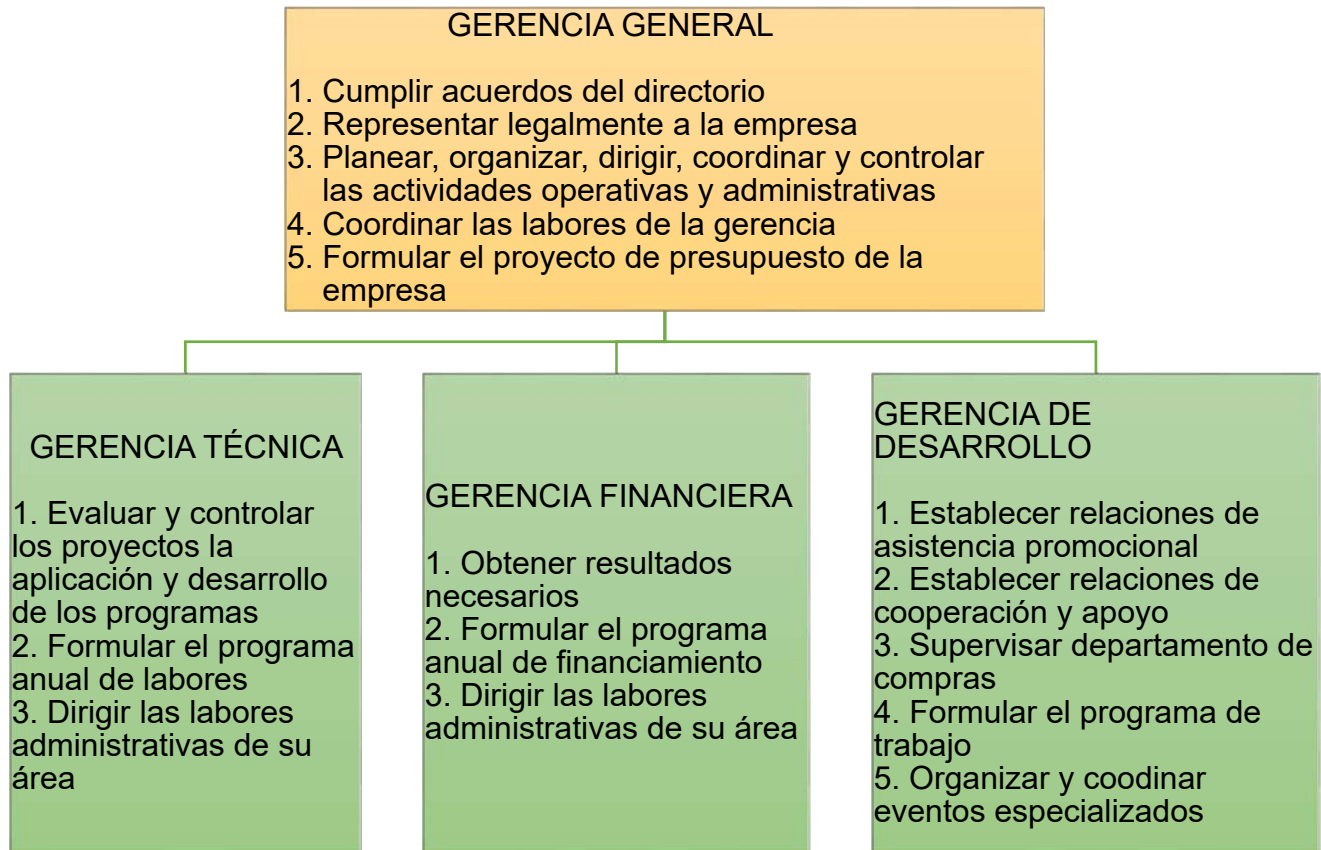 GERENCIA GENERAL
1. Cumplir acuerdos del directorio
2. Representar legalmente a la empresa
3. Planear, organizar, dirigir, coordinar y controlar
las actividades operativas y administrativas
4. Coordinar las labores de la gerencia
5. Formular el proyecto de presupuesto de la
empresa
GERENCIA TÉCNICA
1. Evaluar y controlar
los proyectos la
aplicación y desarrollo
de los programas
2. Formular el programa
anual de labores
3. Dirigir las labores
administrativas de su
área
GERENCIA FINANCIERA
1. Obtener resultados
necesarios
2. Formular el programa
anual de financiamiento
3. Dirigir las labores
administrativas de su área
GERENCIA DE
DESARROLLO
1. Establecer relaciones de
asistencia promocional
2. Establecer relaciones de
cooperación y apoyo
3. Supervisar departamento de
compras
4. Formular el programa de
trabajo
5. Organizar y coodinar
eventos especializados